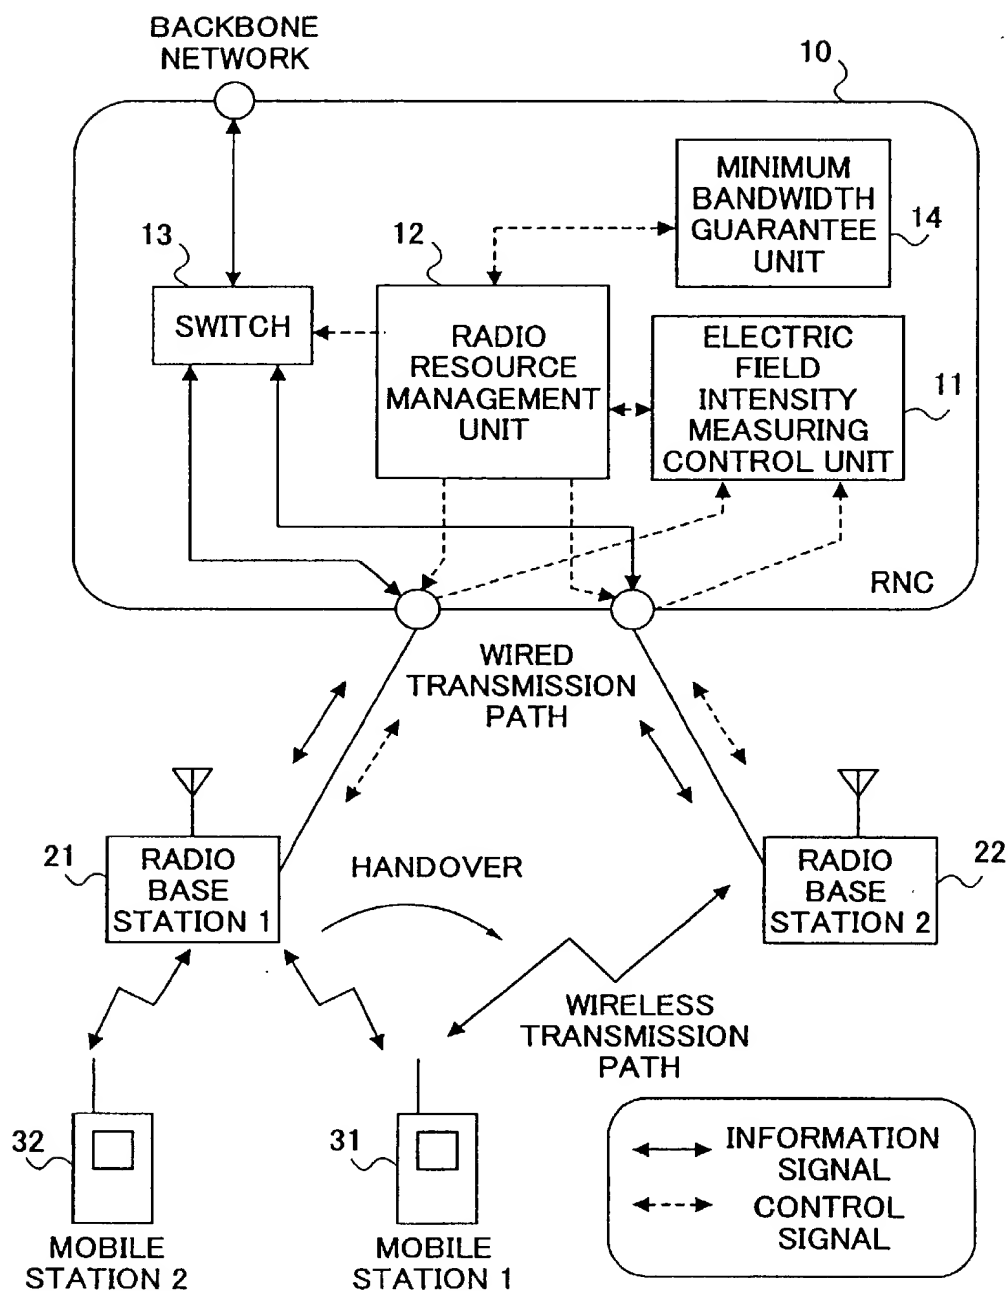 BACKBONE
NETWORK
10
MINIMUM
BANDWIDTH
GUARANTEE
UNIT
14
13
12
SWITCH
RADIO
RESOURCE
MANAGEMENT
UNIT
ELECTRIC
FIELD
INTENSITY
MEASURING
CONTROL UNIT
11
RNC
WIRED
TRANSMISSION
PATH
21
RADIO
BASE
STATION 1
HANDOVER
RADIO
BASE
STATION 2
22
WIRELESS
TRANSMISSION
PATH
32
31
MOBILE
STATION 2
MOBILE
STATION 1
INFORMATION
SIGNAL
CONTROL
SIGNAL